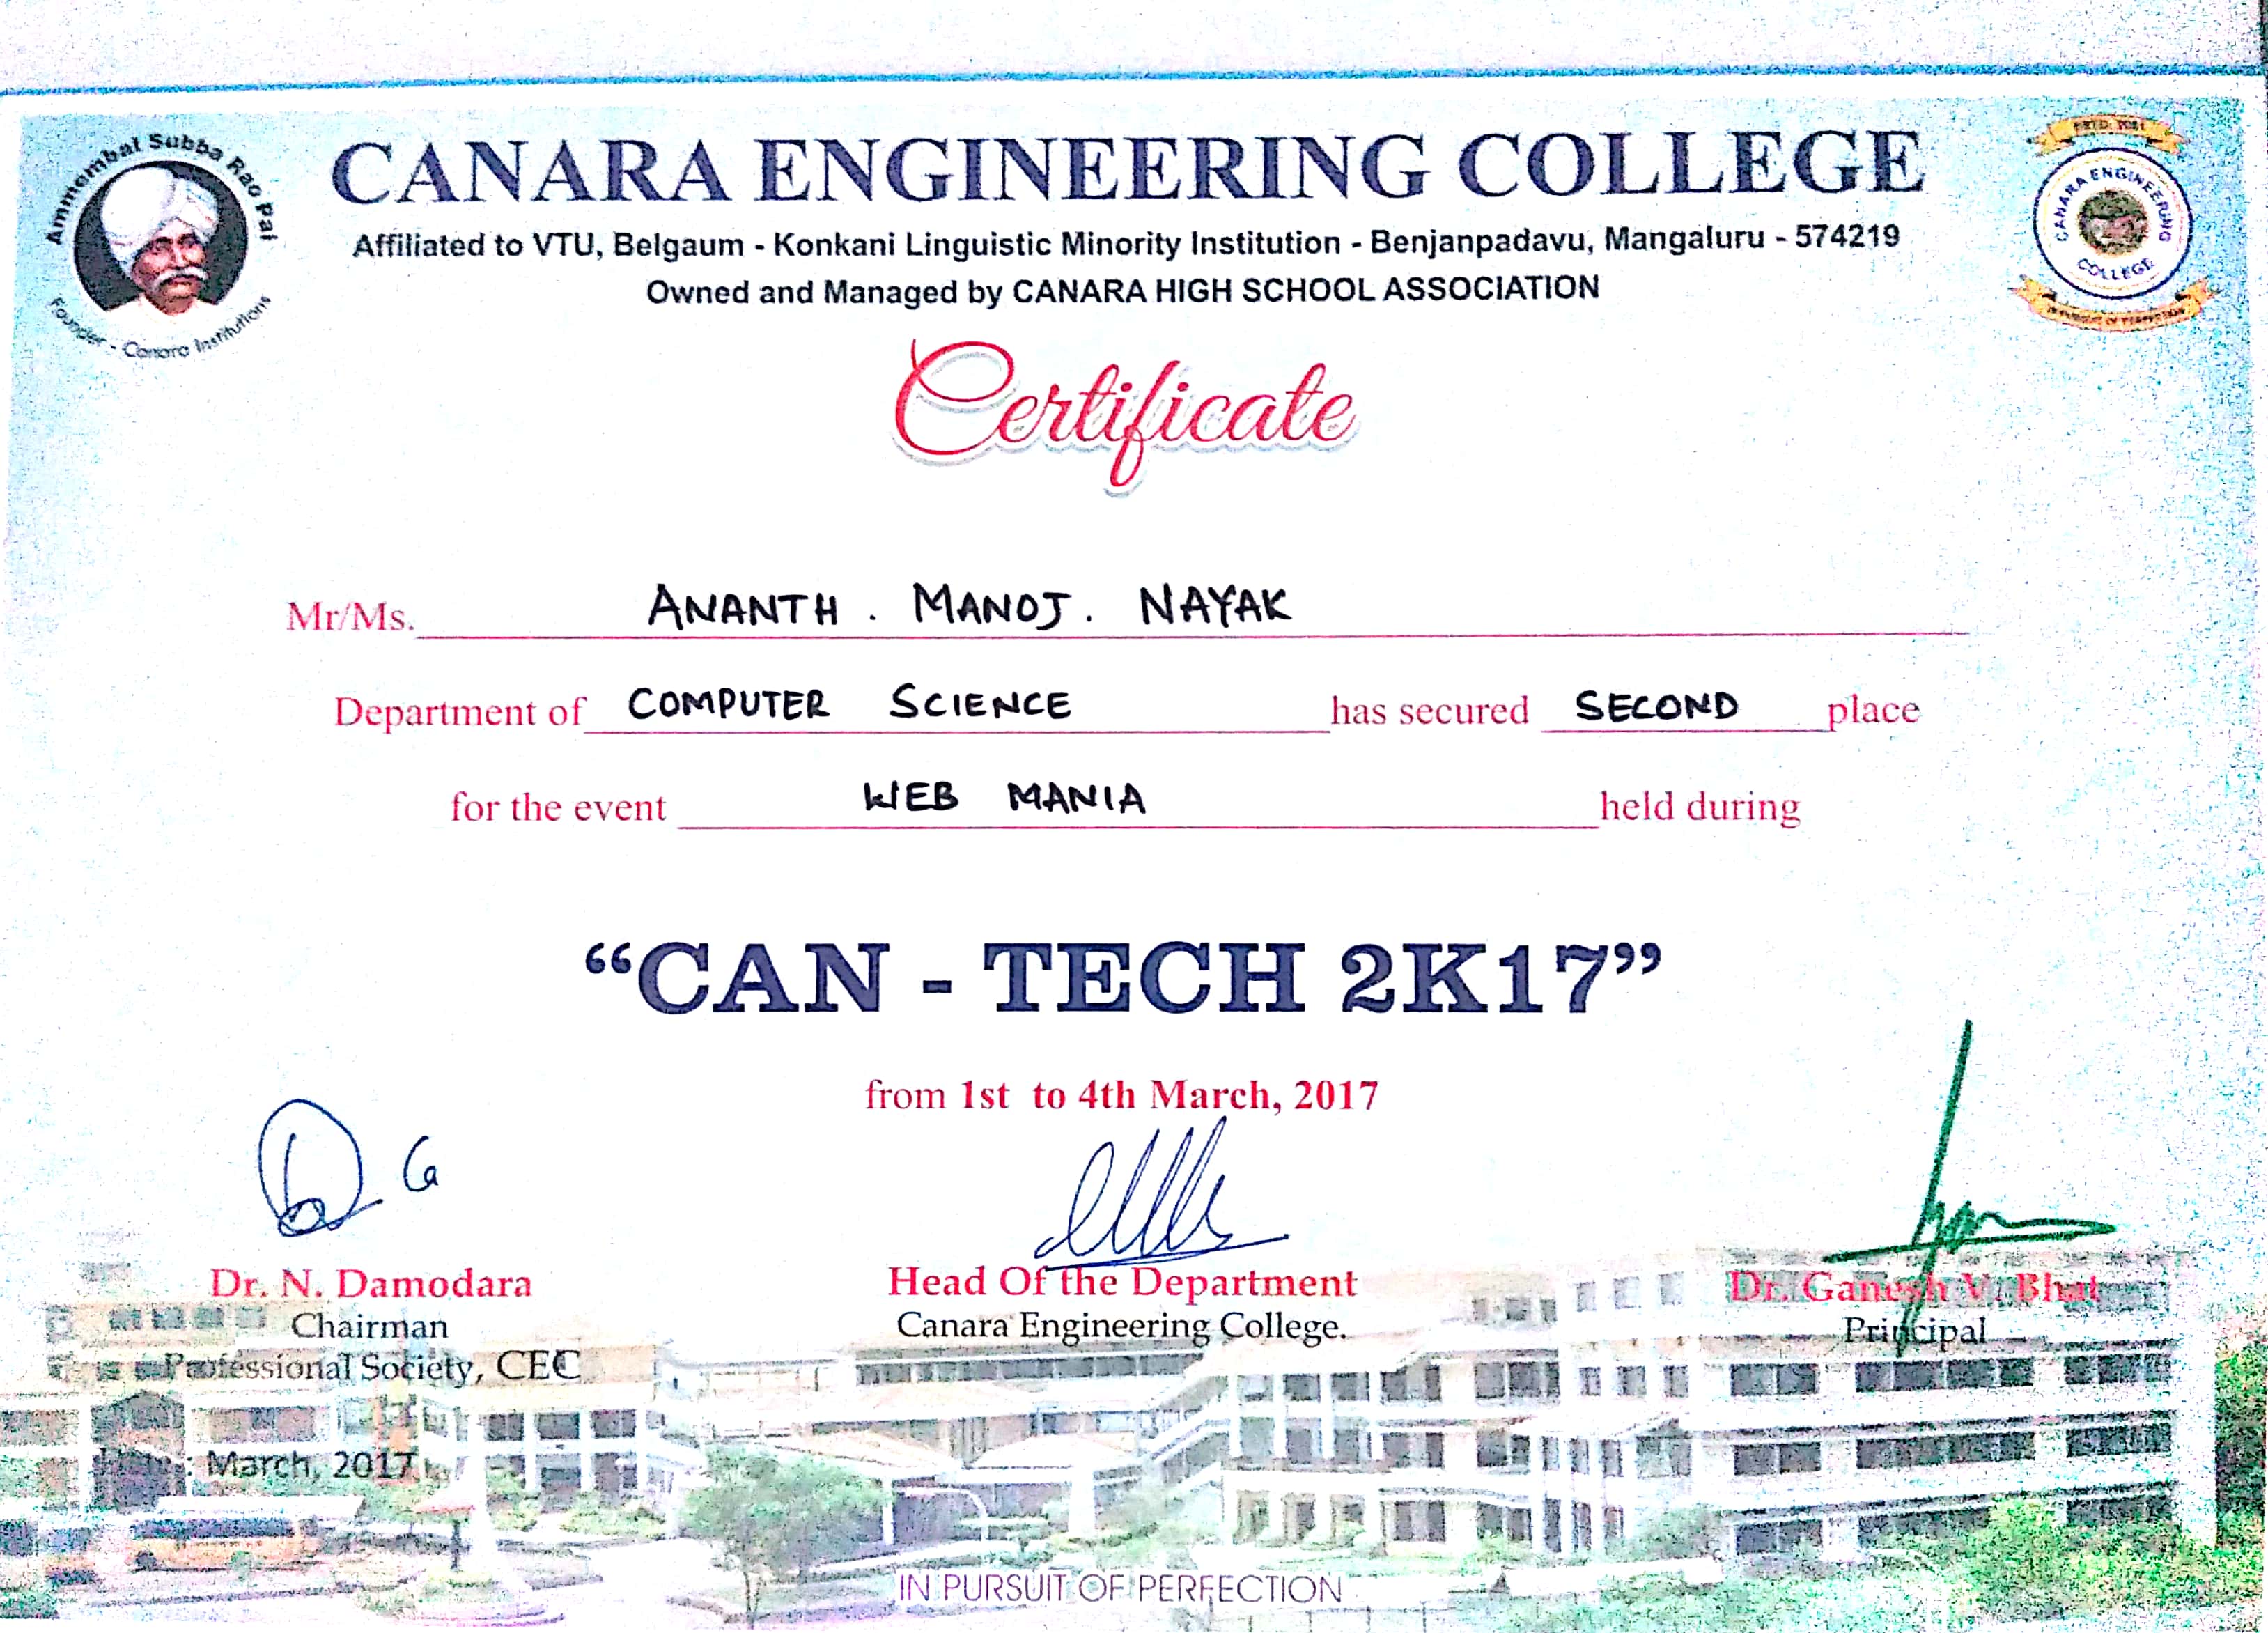 Ammembal Subba Rao Pai
Founder - Canara Institutions
CANARA ENGINEERING COLLEGE
Affiliated to VTU, Belgaum - Konkani Linguistic Minority Institution - Benjanpadavu, Mangaluru - 574219
Owned and Managed by CANARA HIGH SCHOOL ASSOCIATION
CANARA ENGINEERING
COLLEGE
Certificate
Mr/Ms. ANANTH . MANOJ . NAYAK
Department of COMPUTER SCIENCE has secured SECOND place
for the event WEB MANIA held during
“CAN - TECH 2K17”
from 1st to 4th March, 2017
Dr. N. Damodara
Chairman
Professional Society, CEC
Head Of the Department
Canara Engineering College.
Dr. Ganesh V. Bhat
Principal
: March, 2017
IN PURSUIT OF PERFECTION